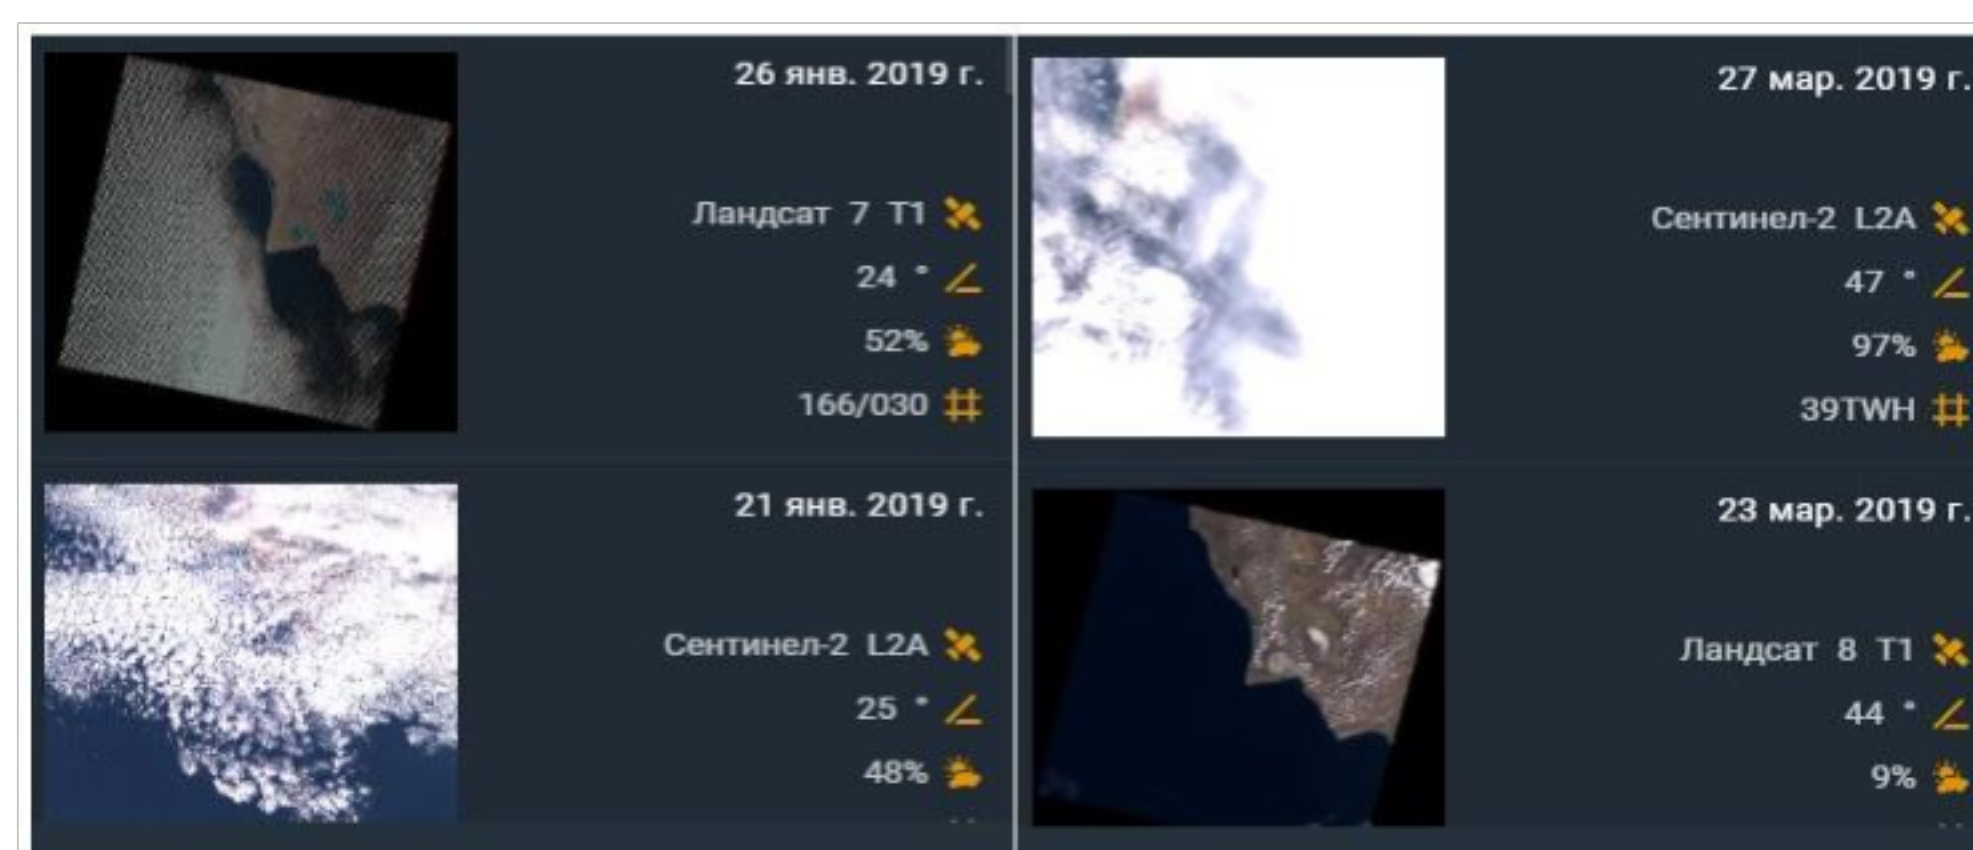 26 янв. 2019 г.
Ландсат 7 T1
24 °
52%
166/030
21 янв. 2019 г.
Сентинел-2 L2A
25 °
48%
27 мар. 2019 г.
Сентинел-2 L2A
47 °
97%
39TWH
23 мар. 2019 г.
Ландсат 8 T1
44 °
9%